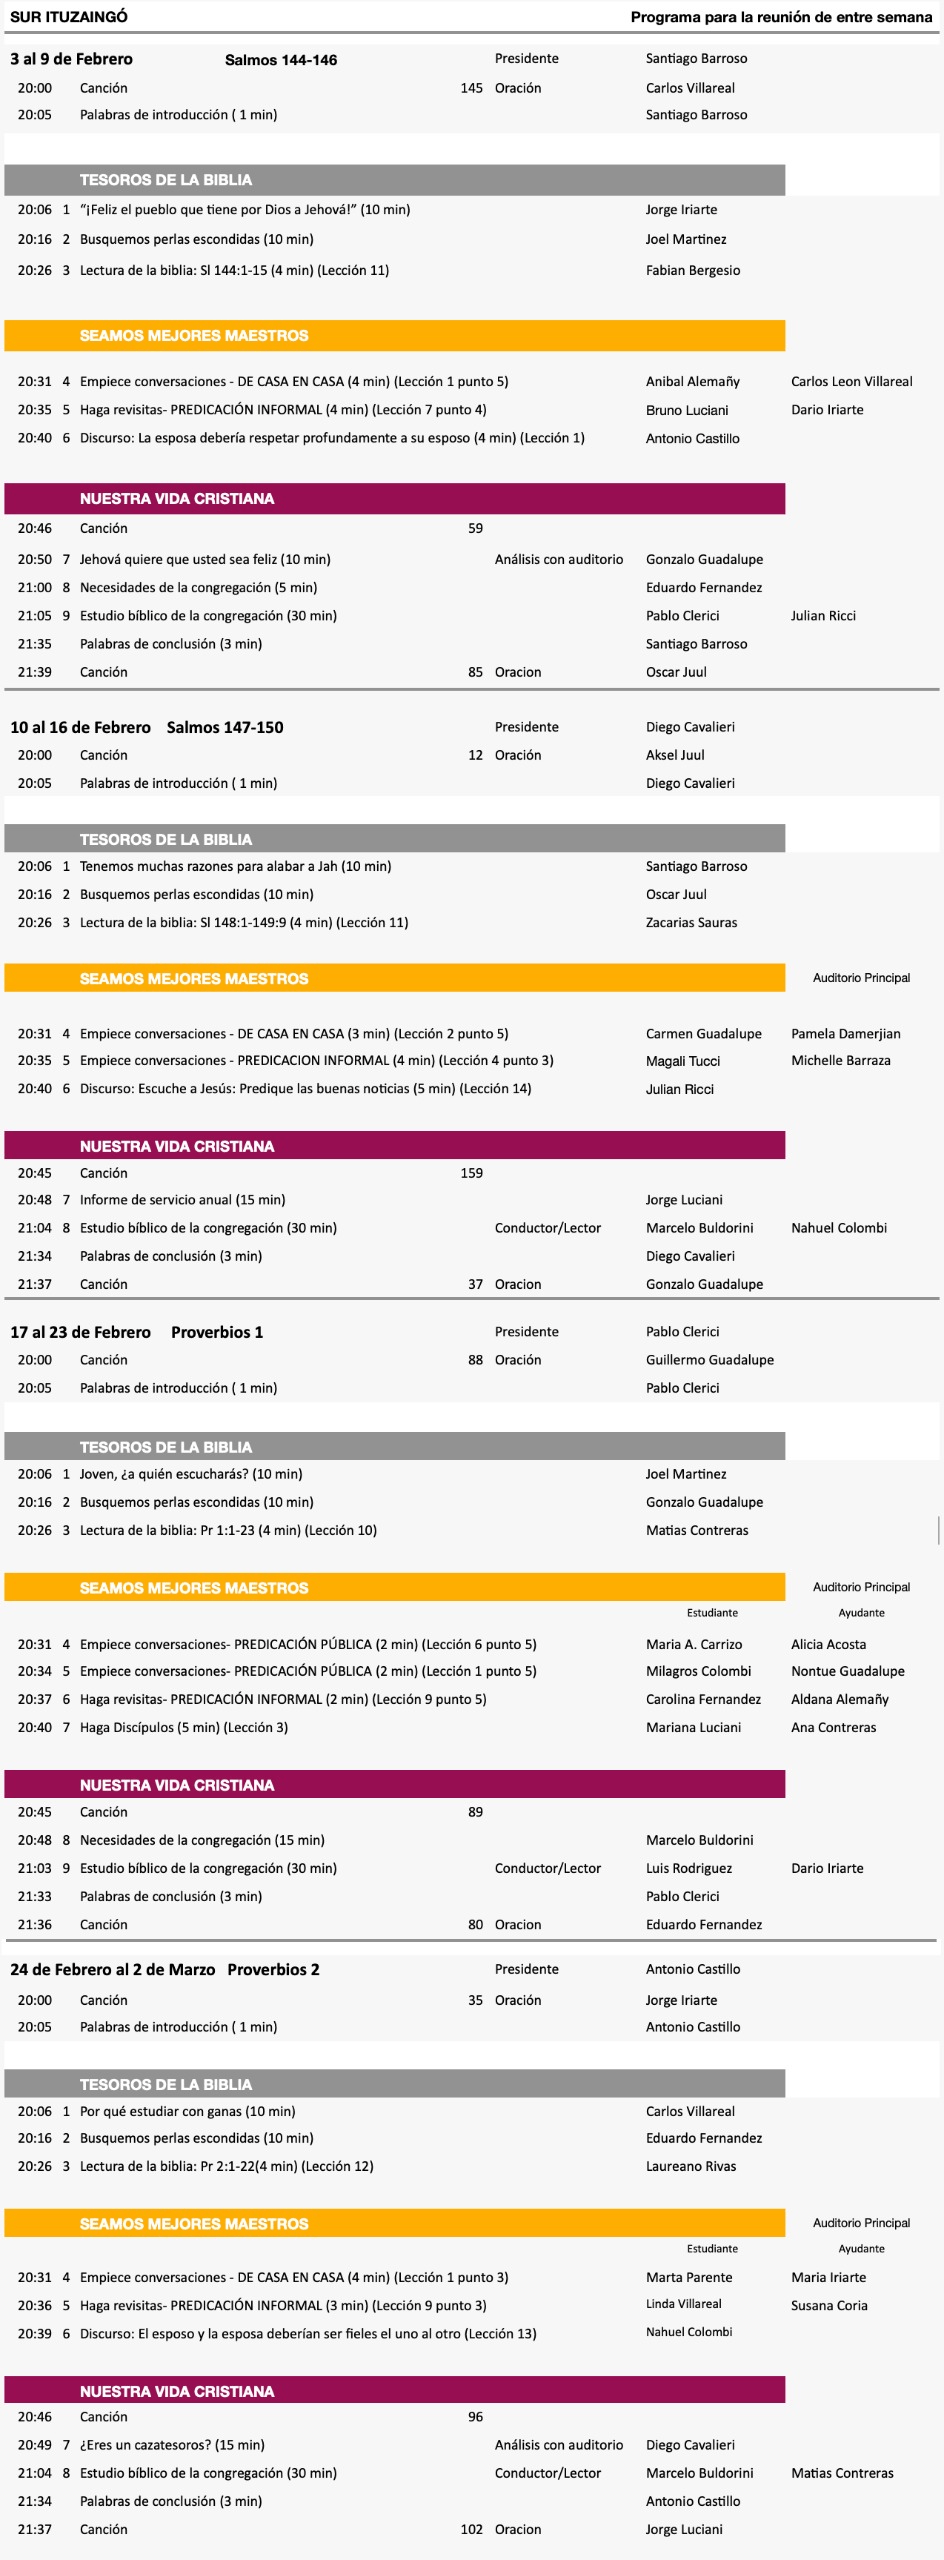 SUR ITUZAINGÓ Programa para la reunión de entre semana
3 al 9 de Febrero Salmos 144-146 Presidente Santiago Barroso
20:00 Canción 145 Oración Carlos Villareal
20:05 Palabras de introducción ( 1 min) Santiago Barroso
TESOROS DE LA BIBLIA
20:06 1 “¡Feliz el pueblo que tiene por Dios a Jehová!” (10 min) Jorge Iriarte
20:16 2 Busquemos perlas escondidas (10 min) Joel Martinez
20:26 3 Lectura de la biblia: Sl 144:1-15 (4 min) (Lección 11) Fabian Bergesio
SEAMOS MEJORES MAESTROS
20:31 4 Empiece conversaciones - DE CASA EN CASA (4 min) (Lección 1 punto 5) Anibal Alemañy Carlos Leon Villareal
20:35 5 Haga revisitas- PREDICACIÓN INFORMAL (4 min) (Lección 7 punto 4) Bruno Luciani Dario Iriarte
20:40 6 Discurso: La esposa debería respetar profundamente a su esposo (4 min) (Lección 1) Antonio Castillo
NUESTRA VIDA CRISTIANA
20:46 Canción 59
20:50 7 Jehová quiere que usted sea feliz (10 min) Análisis con auditorio Gonzalo Guadalupe
21:00 8 Necesidades de la congregación (5 min) Eduardo Fernandez
21:05 9 Estudio bíblico de la congregación (30 min) Pablo Clerici Julian Ricci
21:35 Palabras de conclusión (3 min) Santiago Barroso
21:39 Canción 85 Oracion Oscar Juul
10 al 16 de Febrero Salmos 147-150 Presidente Diego Cavalieri
20:00 Canción 12 Oración Aksel Juul
20:05 Palabras de introducción ( 1 min) Diego Cavalieri
TESOROS DE LA BIBLIA
20:06 1 Tenemos muchas razones para alabar a Jah (10 min) Santiago Barroso
20:16 2 Busquemos perlas escondidas (10 min) Oscar Juul
20:26 3 Lectura de la biblia: Sl 148:1-149:9 (4 min) (Lección 11) Zacarias Sauras
SEAMOS MEJORES MAESTROS Auditorio Principal
20:31 4 Empiece conversaciones - DE CASA EN CASA (3 min) (Lección 2 punto 5) Carmen Guadalupe Pamela Damerjian
20:35 5 Empiece conversaciones - PREDICACION INFORMAL (4 min) (Lección 4 punto 3) Magali Tucci Michelle Barraza
20:40 6 Discurso: Escuche a Jesús: Predique las buenas noticias (5 min) (Lección 14) Julian Ricci
NUESTRA VIDA CRISTIANA
20:45 Canción 159
20:48 7 Informe de servicio anual (15 min) Jorge Luciani
21:04 8 Estudio bíblico de la congregación (30 min) Conductor/Lector Marcelo Buldorini Nahuel Colombi
21:34 Palabras de conclusión (3 min) Diego Cavalieri
21:37 Canción 37 Oracion Gonzalo Guadalupe
17 al 23 de Febrero Proverbios 1 Presidente Pablo Clerici
20:00 Canción 88 Oración Guillermo Guadalupe
20:05 Palabras de introducción ( 1 min) Pablo Clerici
TESOROS DE LA BIBLIA
20:06 1 Joven, ¿a quién escucharás? (10 min) Joel Martinez
20:16 2 Busquemos perlas escondidas (10 min) Gonzalo Guadalupe
20:26 3 Lectura de la biblia: Pr 1:1-23 (4 min) (Lección 10) Matias Contreras
SEAMOS MEJORES MAESTROS Auditorio Principal
Estudiante Ayudante
20:31 4 Empiece conversaciones- PREDICACIÓN PÚBLICA (2 min) (Lección 6 punto 5) Maria A. Carrizo Alicia Acosta
20:34 5 Empiece conversaciones- PREDICACIÓN PÚBLICA (2 min) (Lección 1 punto 5) Milagros Colombi Nontue Guadalupe
20:37 6 Haga revisitas- PREDICACIÓN INFORMAL (2 min) (Lección 9 punto 5) Carolina Fernandez Aldana Alemañy
20:40 7 Haga Discípulos (5 min) (Lección 3) Mariana Luciani Ana Contreras
NUESTRA VIDA CRISTIANA
20:45 Canción 89
20:48 8 Necesidades de la congregación (15 min) Marcelo Buldorini
21:03 9 Estudio bíblico de la congregación (30 min) Conductor/Lector Luis Rodriguez Dario Iriarte
21:33 Palabras de conclusión (3 min) Pablo Clerici
21:36 Canción 80 Oracion Eduardo Fernandez
24 de Febrero al 2 de Marzo Proverbios 2 Presidente Antonio Castillo
20:00 Canción 35 Oración Jorge Iriarte
20:05 Palabras de introducción ( 1 min) Antonio Castillo
TESOROS DE LA BIBLIA
20:06 1 Por qué estudiar con ganas (10 min) Carlos Villareal
20:16 2 Busquemos perlas escondidas (10 min) Eduardo Fernandez
20:26 3 Lectura de la biblia: Pr 2:1-22(4 min) (Lección 12) Laureano Rivas
SEAMOS MEJORES MAESTROS Auditorio Principal
Estudiante Ayudante
20:31 4 Empiece conversaciones - DE CASA EN CASA (4 min) (Lección 1 punto 3) Marta Parente Maria Iriarte
20:36 5 Haga revisitas- PREDICACIÓN INFORMAL (3 min) (Lección 9 punto 3) Linda Villareal Susana Coria
20:39 6 Discurso: El esposo y la esposa deberían ser fieles el uno al otro (Lección 13) Nahuel Colombi
NUESTRA VIDA CRISTIANA
20:46 Canción 96
20:49 7 ¿Eres un cazatesoros? (15 min) Análisis con auditorio Diego Cavalieri
21:04 8 Estudio bíblico de la congregación (30 min) Conductor/Lector Marcelo Buldorini Matias Contreras
21:34 Palabras de conclusión (3 min) Antonio Castillo
21:37 Canción 102 Oracion Jorge Luciani